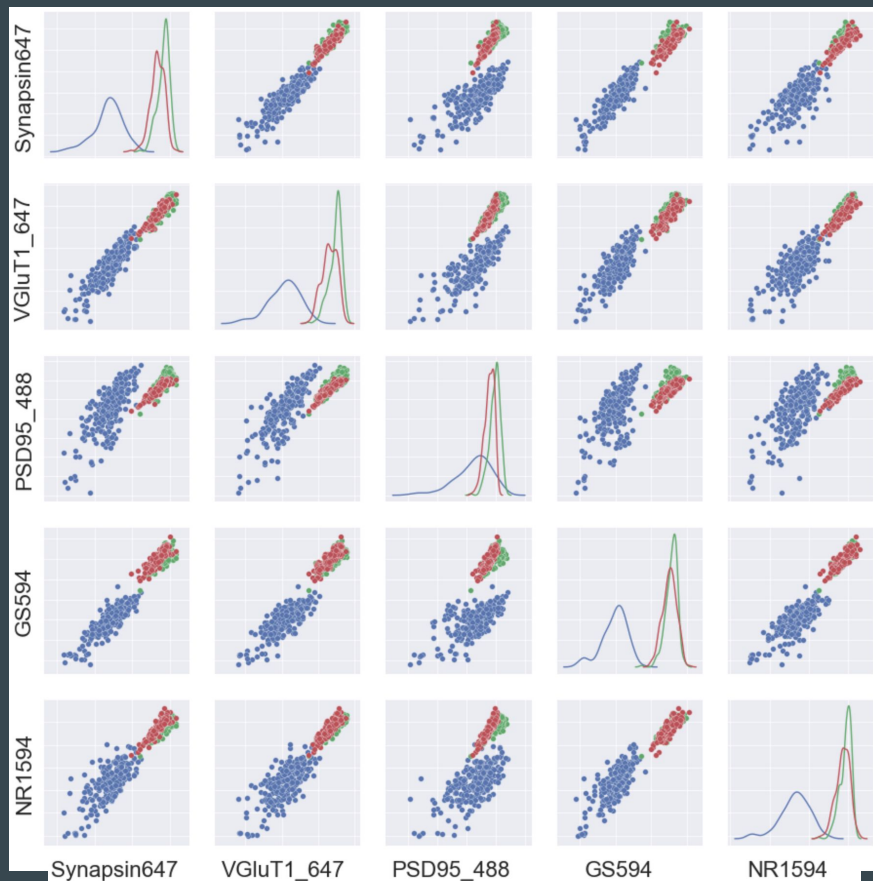 Synapsin647
VGluT1_647
PSD95_488
GS594
NR1594
Synapsin647 VGluT1_647 PSD95_488 GS594 NR1594